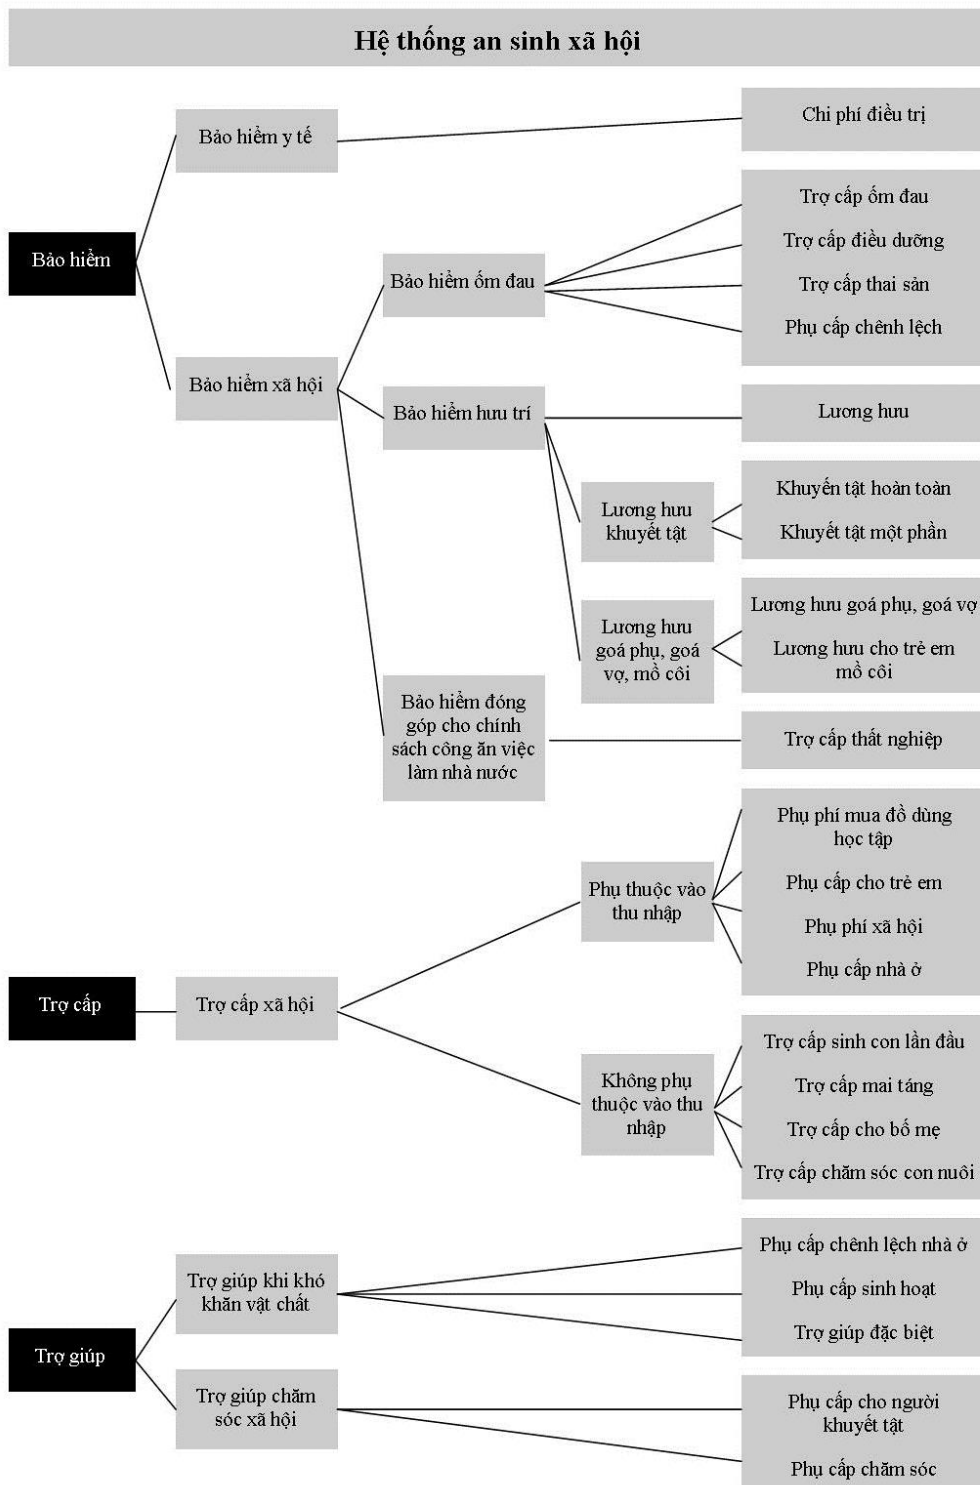 Hệ thống an sinh xã hội
Bảo hiểm
Bảo hiểm y tế
Chi phí điều trị
Bảo hiểm xã hội
Bảo hiểm ốm đau
Trợ cấp ốm đau
Trợ cấp điều dưỡng
Trợ cấp thai sản
Phụ cấp chênh lệch
Bảo hiểm hưu trí
Lương hưu
Lương hưu
khuyết tật
Khuyến tật hoàn toàn
Khuyết tật một phần
Lương hưu
goá phụ, goá
vợ, mồ côi
Lương hưu goá phụ, goá vợ
Lương hưu cho trẻ em
mồ côi
Bảo hiểm đóng
góp cho chính
sách công ăn việc
làm nhà nước
Trợ cấp thất nghiệp
Trợ cấp
Trợ cấp xã hội
Phụ thuộc vào
thu nhập
Phụ phí mua đồ dùng
học tập
Phụ cấp cho trẻ em
Phụ phí xã hội
Phụ cấp nhà ở
Không phụ
thuộc vào thu
nhập
Trợ cấp sinh con lần đầu
Trợ cấp mai táng
Trợ cấp cho bố mẹ
Trợ cấp chăm sóc con nuôi
Trợ giúp
Trợ giúp khi khó
khăn vật chất
Phụ cấp chênh lệch nhà ở
Phụ cấp sinh hoạt
Trợ giúp đặc biệt
Trợ giúp chăm
sóc xã hội
Phụ cấp cho người
khuyết tật
Phụ cấp chăm sóc